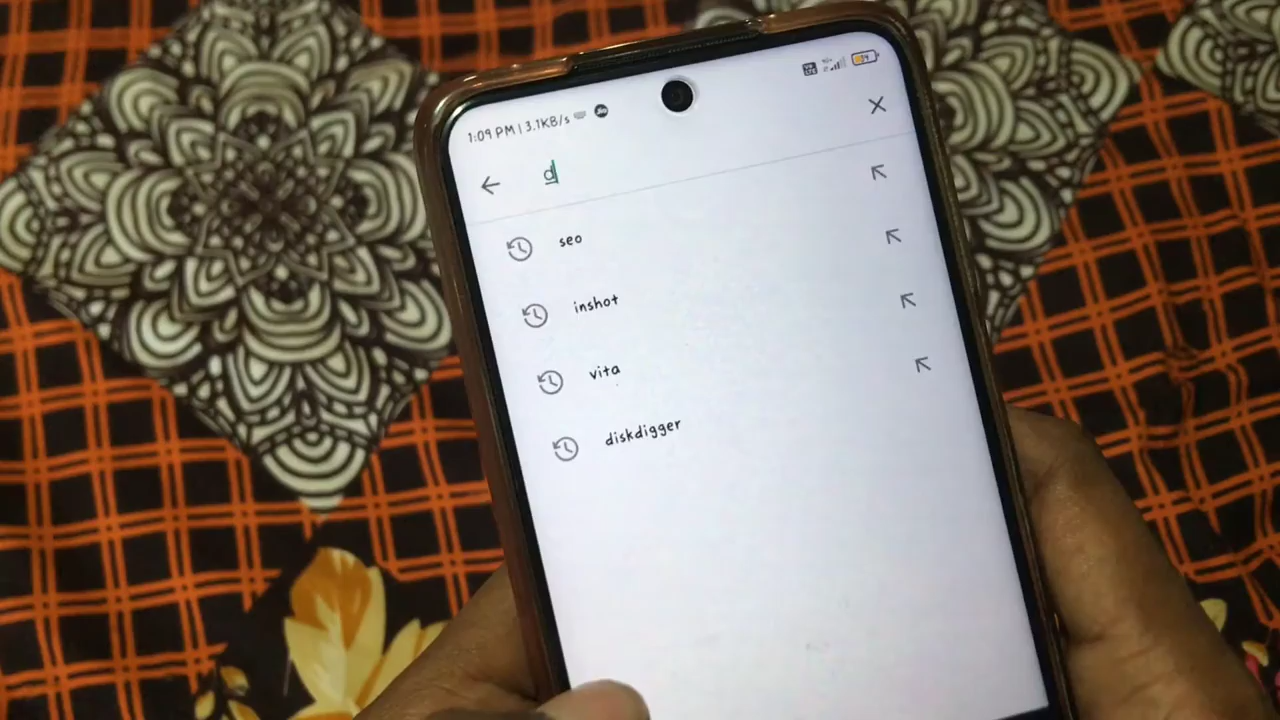 1:09 PM | 3.1KB/s
d
seo
inshot
vita
diskdigger